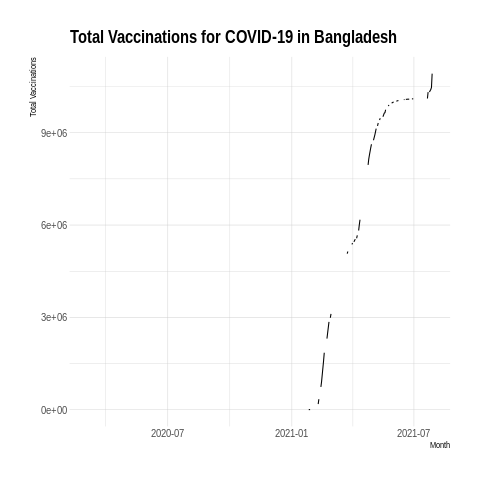 Total Vaccinations for COVID-19 in Bangladesh
Total Vaccinations
9e+06
6e+06
3e+06
0e+00
2020-07
2021-01
2021-07
Month